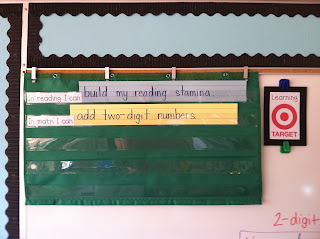 in reading I can build my reading stamina.
In math I can add two-digit numbers
Learning
TARGET
2-digit